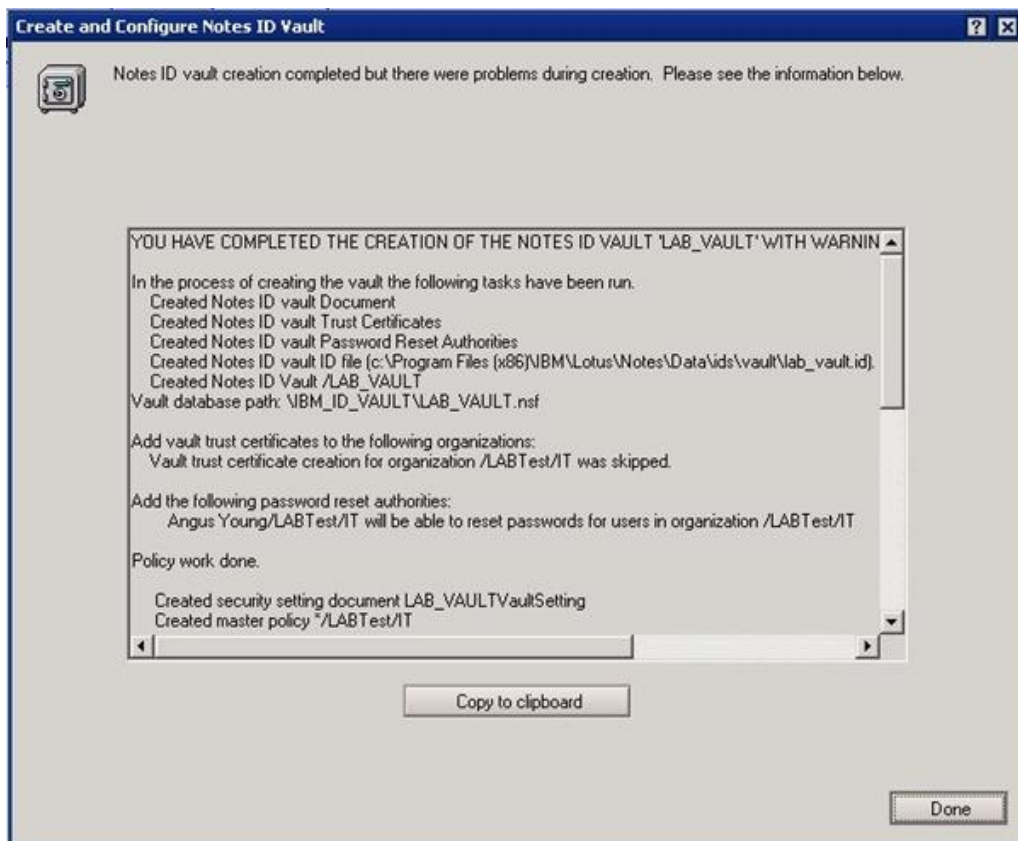 Create and Configure Notes ID Vault
Notes ID vault creation completed but there were problems during creation.  Please see the information below.
YOU HAVE COMPLETED THE CREATION OF THE NOTES ID VAULT 'LAB_VAULT' WITH WARNIN
In the process of creating the vault the following tasks have been run.
Created Notes ID vault Document
Created Notes ID vault Trust Certificates
Created Notes ID vault Password Reset Authorities
Created Notes ID vault ID file (c:\Program Files (x86)\IBM\Lotus\Notes\Data\ids\vault\lab_vault.id).
Created Notes ID Vault /LAB_VAULT
Vault database path: \IBM_ID_VAULT\LAB_VAULT.nsf
Add vault trust certificates to the following organizations:
Vault trust certificate creation for organization /LABTest/IT was skipped.
Add the following password reset authorities:
Angus Young/LABTest/IT will be able to reset passwords for users in organization /LABTest/IT
Policy work done.
Created security setting document LAB_VAULTVaultSetting
Created master policy */LABTest/IT
Copy to clipboard
Done